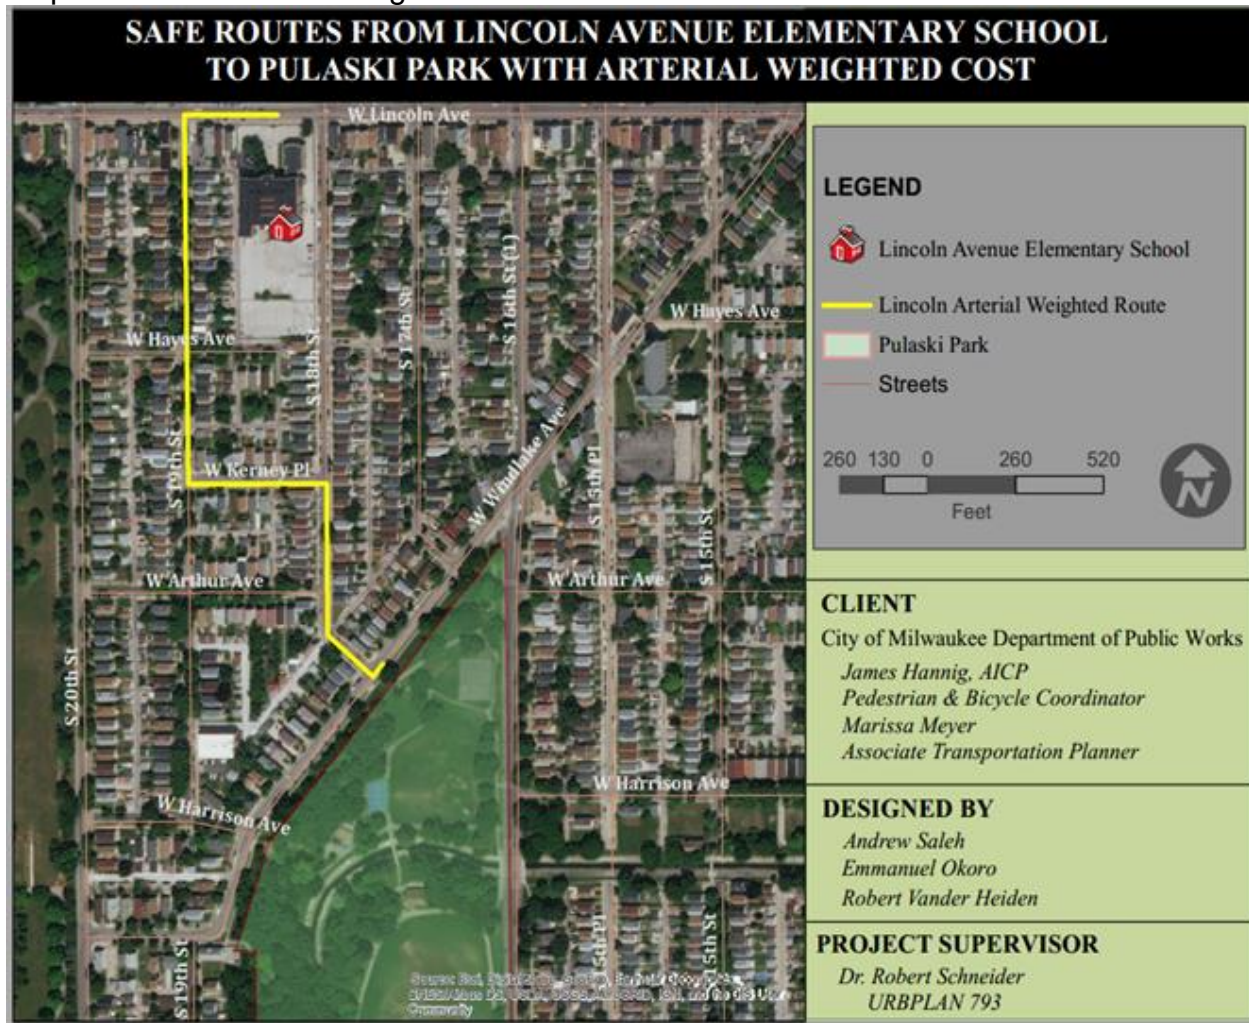 SAFE ROUTES FROM LINCOLN AVENUE ELEMENTARY SCHOOL
TO PULASKI PARK WITH ARTERIAL WEIGHTED COST
W Lincoln Ave
W Hayes Ave
W Hayes Ave
S 16th St (1)
S 17th St
S 18th St
S 19th St
W Kerney Pl
W Windlake Ave
S 15th Pl
S 15th St
W Arthur Ave
W Arthur Ave
S 20th St
W Harrison Ave
W Harrison Ave
S 19th St
15th Pl
15th St
Community
LEGEND
Lincoln Avenue Elementary School
Lincoln Arterial Weighted Route
Pulaski Park
Streets
260 130 0 260 520
Feet
N
CLIENT
City of Milwaukee Department of Public Works
James Hannig, AICP
Pedestrian & Bicycle Coordinator
Marissa Meyer
Associate Transportation Planner
DESIGNED BY
Andrew Saleh
Emmanuel Okoro
Robert Vander Heiden
PROJECT SUPERVISOR
Dr. Robert Schneider
URBPLAN 793